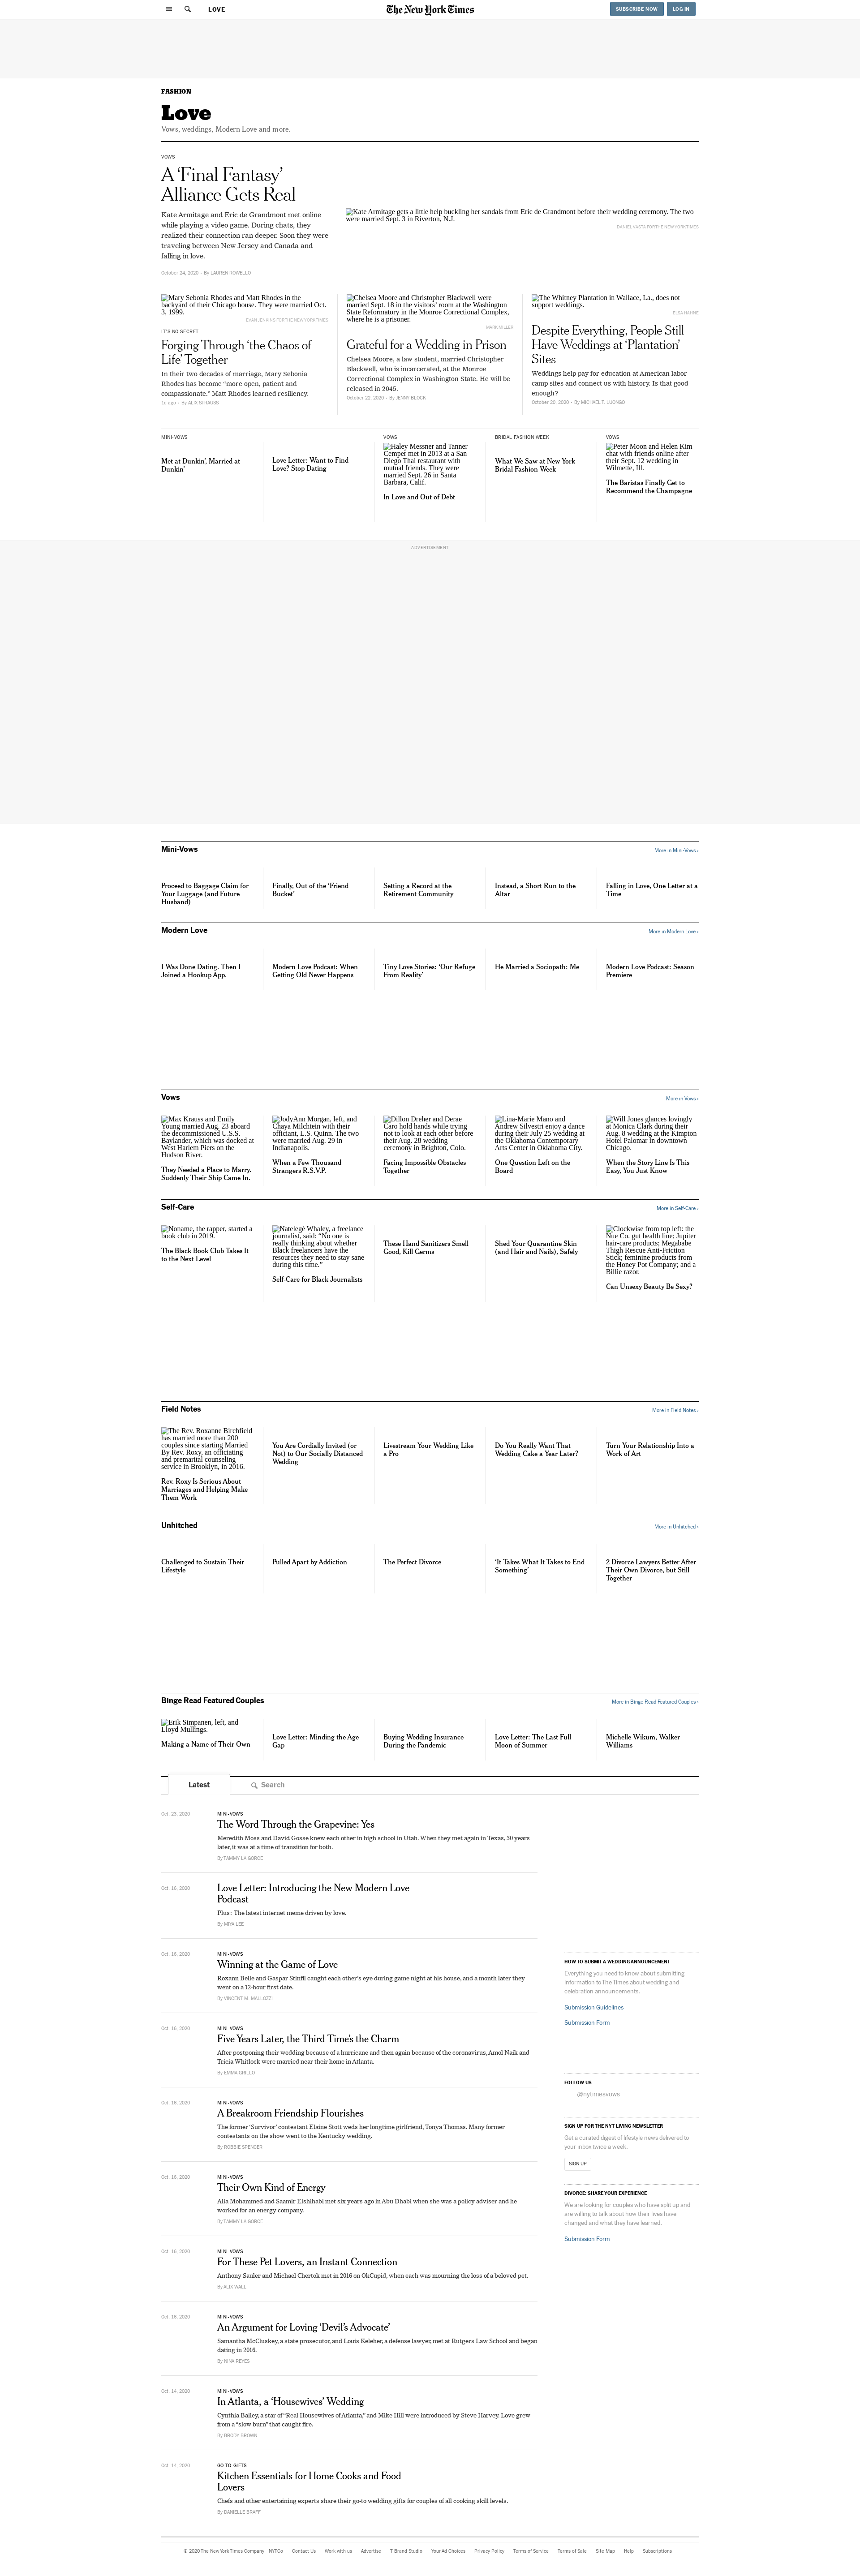 LOVE
The New York Times
SUBSCRIBE NOW
LOG IN
FASHION
Love
Vows, weddings, Modern Love and more.
VOWS
A ‘Final Fantasy’
Alliance Gets Real
Kate Armitage and Eric de Grandmont met online
while playing a video game. During chats, they
realized their connection ran deeper. Soon they were
traveling between New Jersey and Canada and
falling in love.
October 24, 2020 - By LAUREN ROWELLO
Kate Armitage gets a little help buckling her sandals from Eric de Grandmont before their wedding ceremony. The two
were married Sept. 3 in Riverton, N.J.
DANIEL VASTA FOR THE NEW YORK TIMES
Mary Sebonia Rhodes and Matt Rhodes in the
backyard of their Chicago house. They were married Oct.
3, 1999.
EVAN JENKINS FOR THE NEW YORK TIMES
IT’S NO SECRET
Forging Through ‘the Chaos of
Life’ Together
In their two decades of marriage, Mary Sebonia
Rhodes has become “more open, patient and
compassionate.” Matt Rhodes learned resiliency.
1d ago - By ALIX STRAUSS
Chelsea Moore and Christopher Blackwell were
married Sept. 18 in the visitor’s room at the Washington
State Reformatory in the Monroe Correctional Complex,
where he is a prisoner.
ANNA MILLER
Grateful for a Wedding in Prison
Chelsea Moore, a law student, married Christopher
Blackwell, who is incarcerated, at the Monroe
Correctional Complex in Washington State. He will be
released in 2045.
October 22, 2020 - By JENNY BLOCK
The Whitney Plantation in Wallace, La., does not
support weddings.
ELSA HAHNE
Despite Everything, People Still
Have Weddings at ‘Plantation’
Sites
Weddings help pay for education at American labor
camp sites and connect us with history. Is that good
enough?
October 20, 2020 - By MICHAEL T. LUONGO
MINI-VOWS
Met at Dunkin’, Married at
Dunkin’
Love Letter: Want to Find
Love? Stop Dating
VOWS
Haley Messner and Tanner
Cemper met in 2013 at a San
Diego Thai restaurant with
mutual friends. They were
married Sept. 26 in Santa
Barbara, Calif.
In Love and Out of Debt
BRIDAL FASHION WEEK
What We Saw at New York
Bridal Fashion Week
VOWS
Peter Moon and Helen Kim
chat with friends online after
their Sept. 12 wedding in
Wilmette, Ill.
The Baristas Finally Get to
Recommend the Champagne
ADVERTISEMENT
Mini-Vows
More in Mini-Vows ›
Proceed to Baggage Claim for
Your Luggage (and Future
Husband)
Finally, Out of the ‘Friend
Bucket’
Setting a Record at the
Retirement Community
Instead, a Short Run to the
Altar
Falling in Love, One Letter at a
Time
Modern Love
More in Modern Love ›
I Was Done Dating. Then I
Joined a Hookup App.
Modern Love Podcast: When
Getting Old Never Happens
Tiny Love Stories: ‘Our Refuge
From Reality’
He Married a Sociopath: Me
Modern Love Podcast: Season
Premiere
Vows
More in Vows ›
Max Krauss and Emily
Young married Aug. 23 aboard
the decommissioned U.S.S.
Baylander, which was docked at
West Harlem Piers on the
Hudson River.
They Needed a Place to Marry.
Suddenly Their Ship Came in.
JodyAnn Morgan, left, and
Chaya Milchtein with their
officiant, L.S. Quinn. The two
were married Aug. 29 in
Indianapolis.
When a Few Thousand
Strangers R.S.V.P.
Dillon Dreher and Derae
Caro hold hands while trying
not to look at each other before
their Aug. 28 wedding
ceremony in Brighton, Colo.
Facing Impossible Obstacles
Together
Lina-Marie Mano and
Andrew Silvestri enjoy a dance
during their July 25 wedding at
the Oklahoma Contemporary
Arts Center in Oklahoma City.
One Question Left on the
Board
Will Jones glances lovingly
at Monica Clark during their
Aug. 8 wedding at the Kimpton
Hotel Palomar in downtown
Chicago.
When the Story Line Is This
Easy, You Just Know
Self-Care
More in Self-Care ›
Noname, the rapper, started a
book club in 2019.
The Black Book Club Takes It
to the Next Level
Natelegé Whaley, a freelance
journalist, said: “No one is
really thinking about whether
Black freelancers have the
resources they need to stay sane
during this time.”
Self-Care for Black Journalists
These Hand Sanitizers Smell
Good, Kill Germs
Shed Your Quarantine Skin
(and Hair and Nails), Safely
Clockwise from top left: the
Nue Co. gut health line; Jupiter
hair-care products; Megababe
Thigh Rescue Anti-Friction
Stick; feminine products from
the Honey Pot Company; and a
Billie razor.
Can Unsexy Beauty Be Sexy?
Field Notes
More in Field Notes ›
The Rev. Roxanne Birchfield
has married more than 200
couples since starting Married
By Rev. Roxy, an officiating
and premarital counseling
service in Brooklyn, in 2016.
Rev. Roxy Is Serious About
Marriages and Helping Make
Them Work
You Are Cordially Invited (or
Not) to Our Socially Distanced
Wedding
Livestream Your Wedding Like
a Pro
Do You Really Want That
Wedding Cake a Year Later?
Turn Your Relationship Into a
Work of Art
Unhitched
More in Unhitched ›
Challenged to Sustain Their
Lifestyle
Pulled Apart by Addiction
The Perfect Divorce
‘It Takes What It Takes to End
Something’
2 Divorce Lawyers Better After
Their Own Divorce, but Still
Together
Binge Read Featured Couples
More in Binge Read Featured Couples ›
Erik Simpanen, left, and
Lloyd Mullings.
Making a Name of Their Own
Love Letter: Minding the Age
Gap
Buying Wedding Insurance
During the Pandemic
Love Letter: The Last Full
Moon of Summer
Michelle Wikum, Walker
Williams
Latest
Search
Oct. 23, 2020
MINI-VOWS
The Word Through the Grapevine: Yes
Meredith Moss and David Gosse knew each other in high school in Utah. When they met again in Texas, 30 years
later, it was at a time of transition for both.
By TAMMY LA GORCE
Oct. 16, 2020
Love Letter: Introducing the New Modern Love
Podcast
Plus: The latest internet meme driven by love.
By MIYA LEE
Oct. 16, 2020
MINI-VOWS
Winning at the Game of Love
Roxans Belle and Gaspar Stinfil caught each other’s eye during game night at his house, and a month later they
went on a 12-hour first date.
By VINCENT M. MALLOZZI
Oct. 16, 2020
MINI-VOWS
Five Years Later, the Third Time’s the Charm
After postponing their wedding because of a hurricane and then again because of the coronavirus, Amol Naik and
Tricia Whitlock were married near their home in Atlanta.
By EMMA GRILLO
Oct. 16, 2020
MINI-VOWS
A Breakroom Friendship Flourishes
The former ‘Survivor’ contestant Elaine Stott weds her longtime girlfriend, Tonya Thomas. Many former
contestants on the show went to the Kentucky wedding.
By ROBBIE SPENCER
Oct. 16, 2020
MINI-VOWS
Their Own Kind of Energy
Alia Mohammed and Saamir Elshihabi met six years ago in Abu Dhabi when she was a policy adviser and he
worked for an energy company.
By TAMMY LA GORCE
Oct. 16, 2020
MINI-VOWS
For These Pet Lovers, an Instant Connection
Anthony Sauler and Michael Chertok met in 2016 on OkCupid, when each was mourning the loss of a beloved pet.
By ALIX WALL
Oct. 16, 2020
MINI-VOWS
An Argument for Loving ‘Devil’s Advocate’
Samantha McCluskey, a state prosecutor, and Louis Keleher, a defense lawyer, met at Rutgers Law School and began
dating in 2016.
By NINA REYES
Oct. 14, 2020
MINI-VOWS
In Atlanta, a ‘Housewives’ Wedding
Cynthia Bailey, a star of “Real Housewives of Atlanta,” and Mike Hill were introduced by Steve Harvey. Love grew
from a “slow burn” that caught fire.
By BRODY BROWN
Oct. 14, 2020
GO-TO-GIFTS
Kitchen Essentials for Home Cooks and Food
Lovers
Chefs and other entertaining experts share their go-to wedding gifts for couples of all cooking skill levels.
By DANIELLE BRAFF
HOW TO SUBMIT A WEDDING ANNOUNCEMENT
Everything you need to know about submitting
information to The Times about wedding and
celebration announcements.
Submission Guidelines
Submission Form
FOLLOW US
@nytimesvows
SIGN UP FOR THE NYT LIVING NEWSLETTER
Get a curated digest of lifestyle news delivered to
your inbox twice a week.
SIGN UP
DIVORCE: SHARE YOUR EXPERIENCE
We are looking for couples who have split up and
are willing to talk about how their lives have
changed and what they have learned.
Submission Form
© 2020 The New York Times Company NYTCo Contact Us Work with us Advertise T Brand Studio Your Ad Choices Privacy Policy Terms of Service Terms of Sale Site Map Help Subscriptions